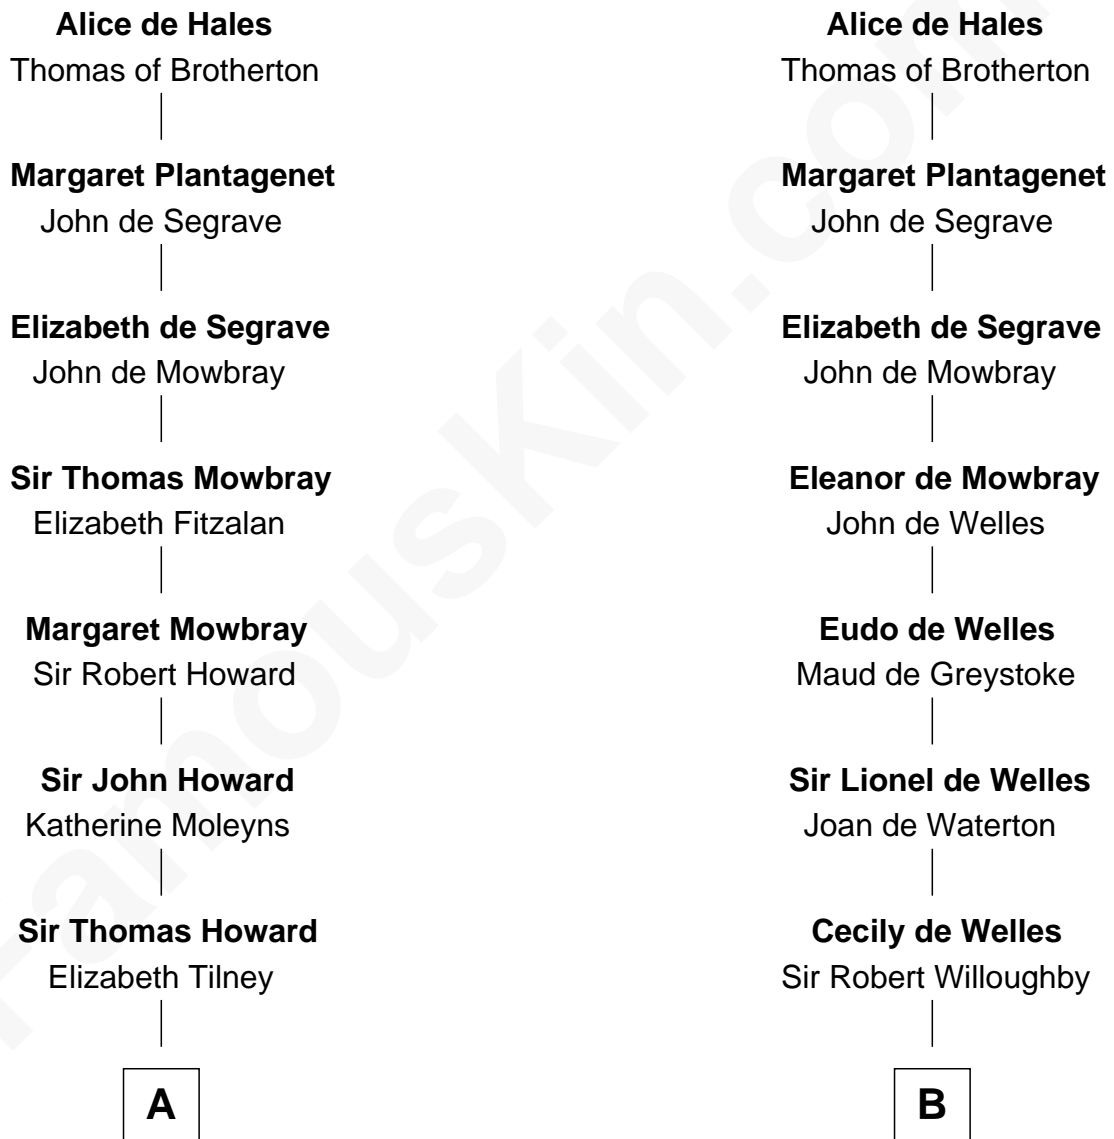 Alice de Hales
Thomas of Brotherton
Margaret Plantagenet
John de Segrave
Elizabeth de Segrave
John de Mowbray
Sir Thomas Mowbray
Elizabeth Fitzalan
Margaret Mowbray
Sir Robert Howard
Sir John Howard
Katherine Moleyns
Sir Thomas Howard
Elizabeth Tilney
A
Alice de Hales
Thomas of Brotherton
Margaret Plantagenet
John de Segrave
Elizabeth de Segrave
John de Mowbray
Eleanor de Mowbray
John de Welles
Eudo de Welles
Maud de Greystoke
Sir Lionel de Welles
Joan de Waterton
Cecily de Welles
Sir Robert Willoughby
B
FamousKin.com